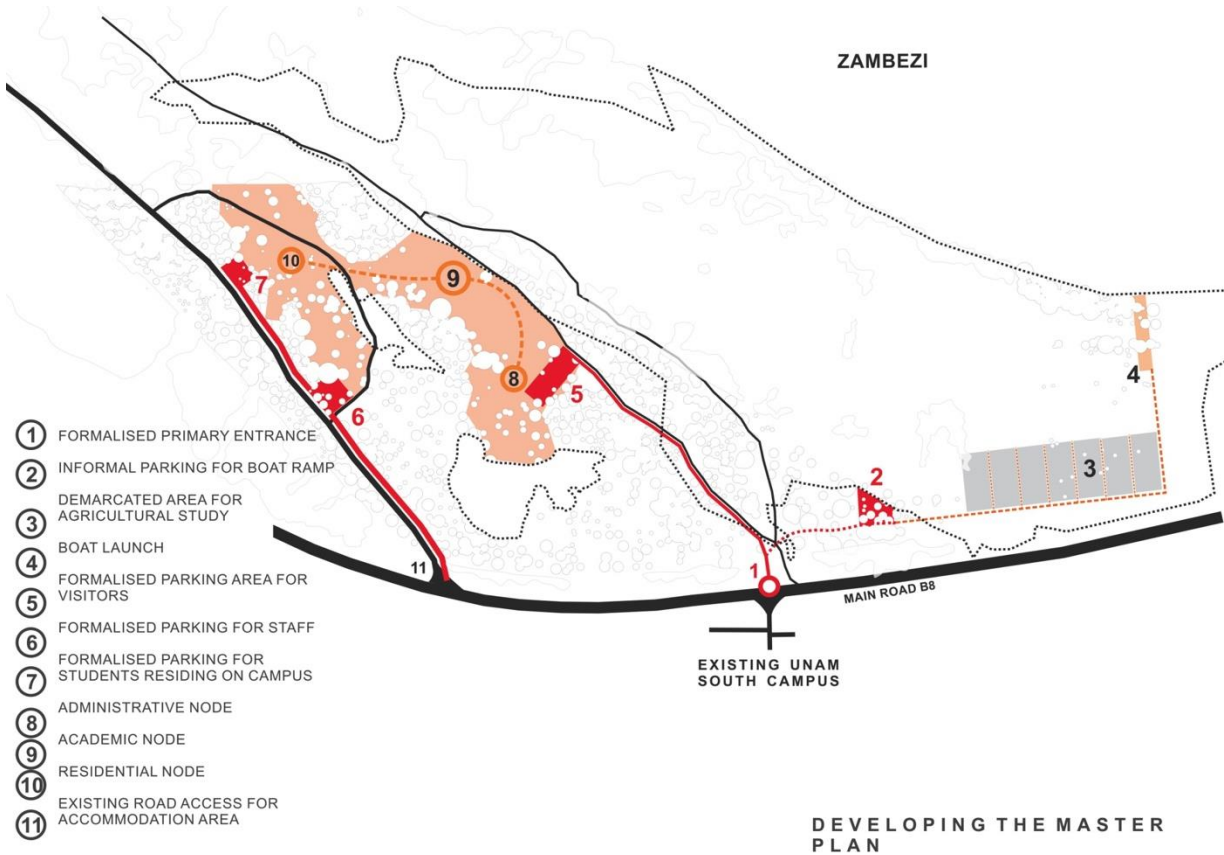 ZAMBEZI
10
9
7
8
5
6
4
3
2
1
11
MAIN ROAD B8
EXISTING UNAM
SOUTH CAMPUS
1 FORMALISED PRIMARY ENTRANCE
2 INFORMAL PARKING FOR BOAT RAMP
DEMARCATED AREA FOR
3 AGRICULTURAL STUDY
4 BOAT LAUNCH
FORMALISED PARKING AREA FOR
5 VISITORS
6 FORMALISED PARKING FOR STAFF
FORMALISED PARKING FOR
7 STUDENTS RESIDING ON CAMPUS
8 ADMINISTRATIVE NODE
9 ACADEMIC NODE
10 RESIDENTIAL NODE
EXISTING ROAD ACCESS FOR
11 ACCOMMODATION AREA
DEVELOPING THE MASTER
PLAN